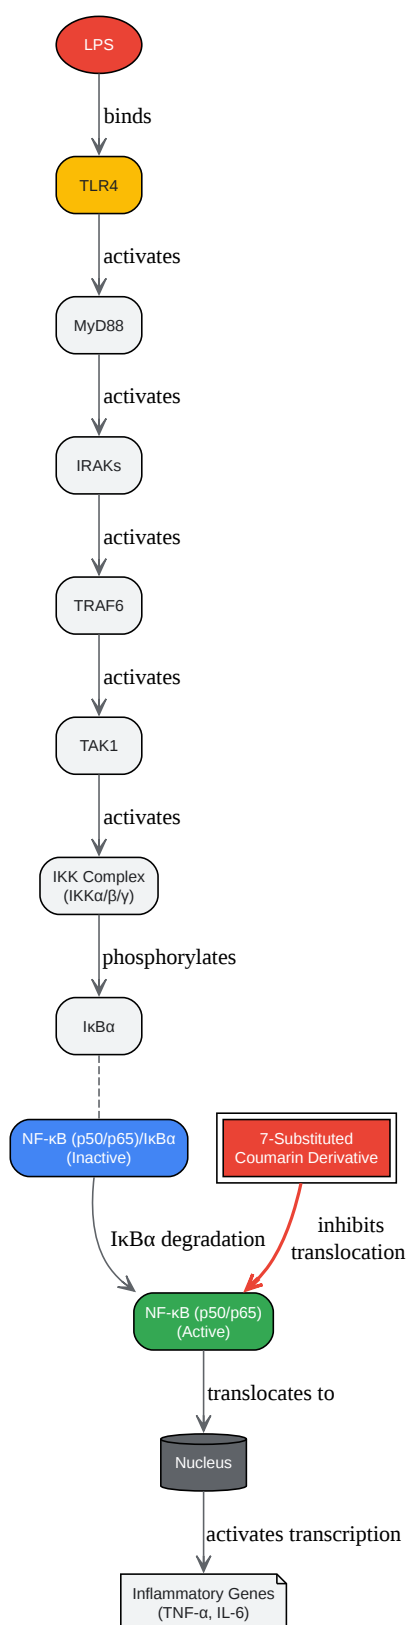 LPS
binds
TLR4
activates
MyD88
activates
IRAKs
activates
TRAF6
activates
TAK1
activates
IKK Complex
(IKKα/β/γ)
phosphorylates
IκBα
NF-κB (p50/p65)/IκBα
(Inactive)
7-Substituted
Coumarin Derivative
IκBα degradation
inhibits
translocation
NF-κB (p50/p65)
(Active)
translocates to
Nucleus
activates transcription
Inflammatory Genes
(TNF-α, IL-6)